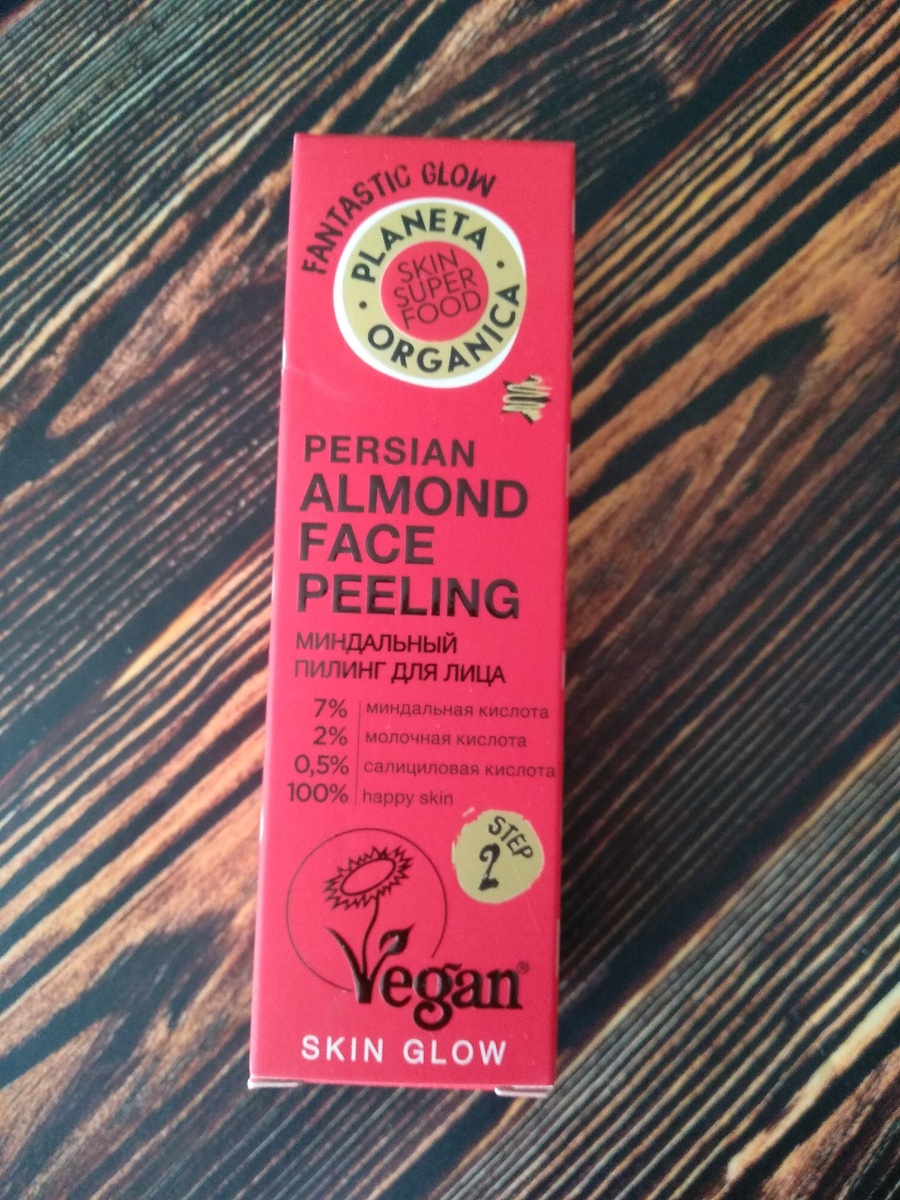 FANTASTIC GLOW
PLANETA
SKIN
SUPER
FOOD
ORGANICA
PERSIAN
ALMOND
FACE
PEELING
МИНДАЛЬНЫЙ
ПИЛИНГ ДЛЯ ЛИЦА
7% миндальная кислота
2% молочная кислота
0,5% салициловая кислота
100% happy skin
STEP
2
Vegan®
SKIN GLOW